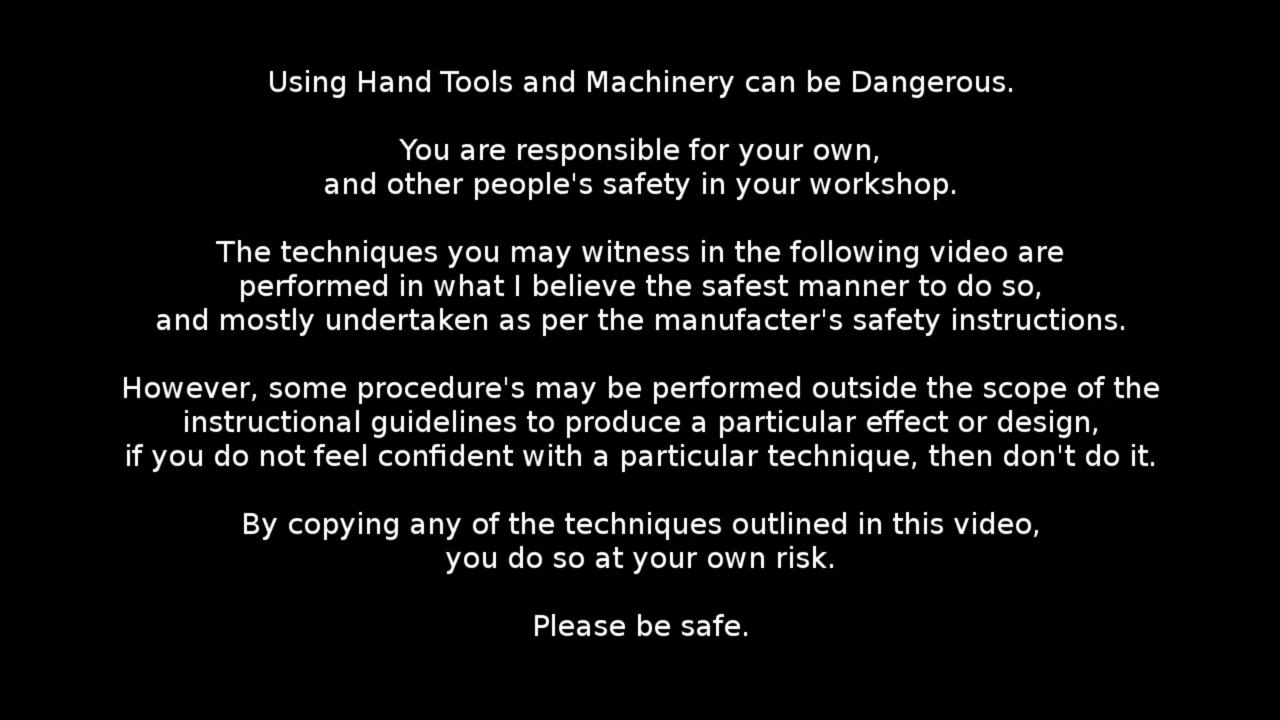 Using Hand Tools and Machinery can be Dangerous.
You are responsible for your own,
and other people's safety in your workshop.
The techniques you may witness in the following video are
performed in what I believe the safest manner to do so,
and mostly undertaken as per the manufacter's safety instructions.
However, some procedure's may be performed outside the scope of the
instructional guidelines to produce a particular effect or design,
if you do not feel confident with a particular technique, then don't do it.
By copying any of the techniques outlined in this video,
you do so at your own risk.
Please be safe.